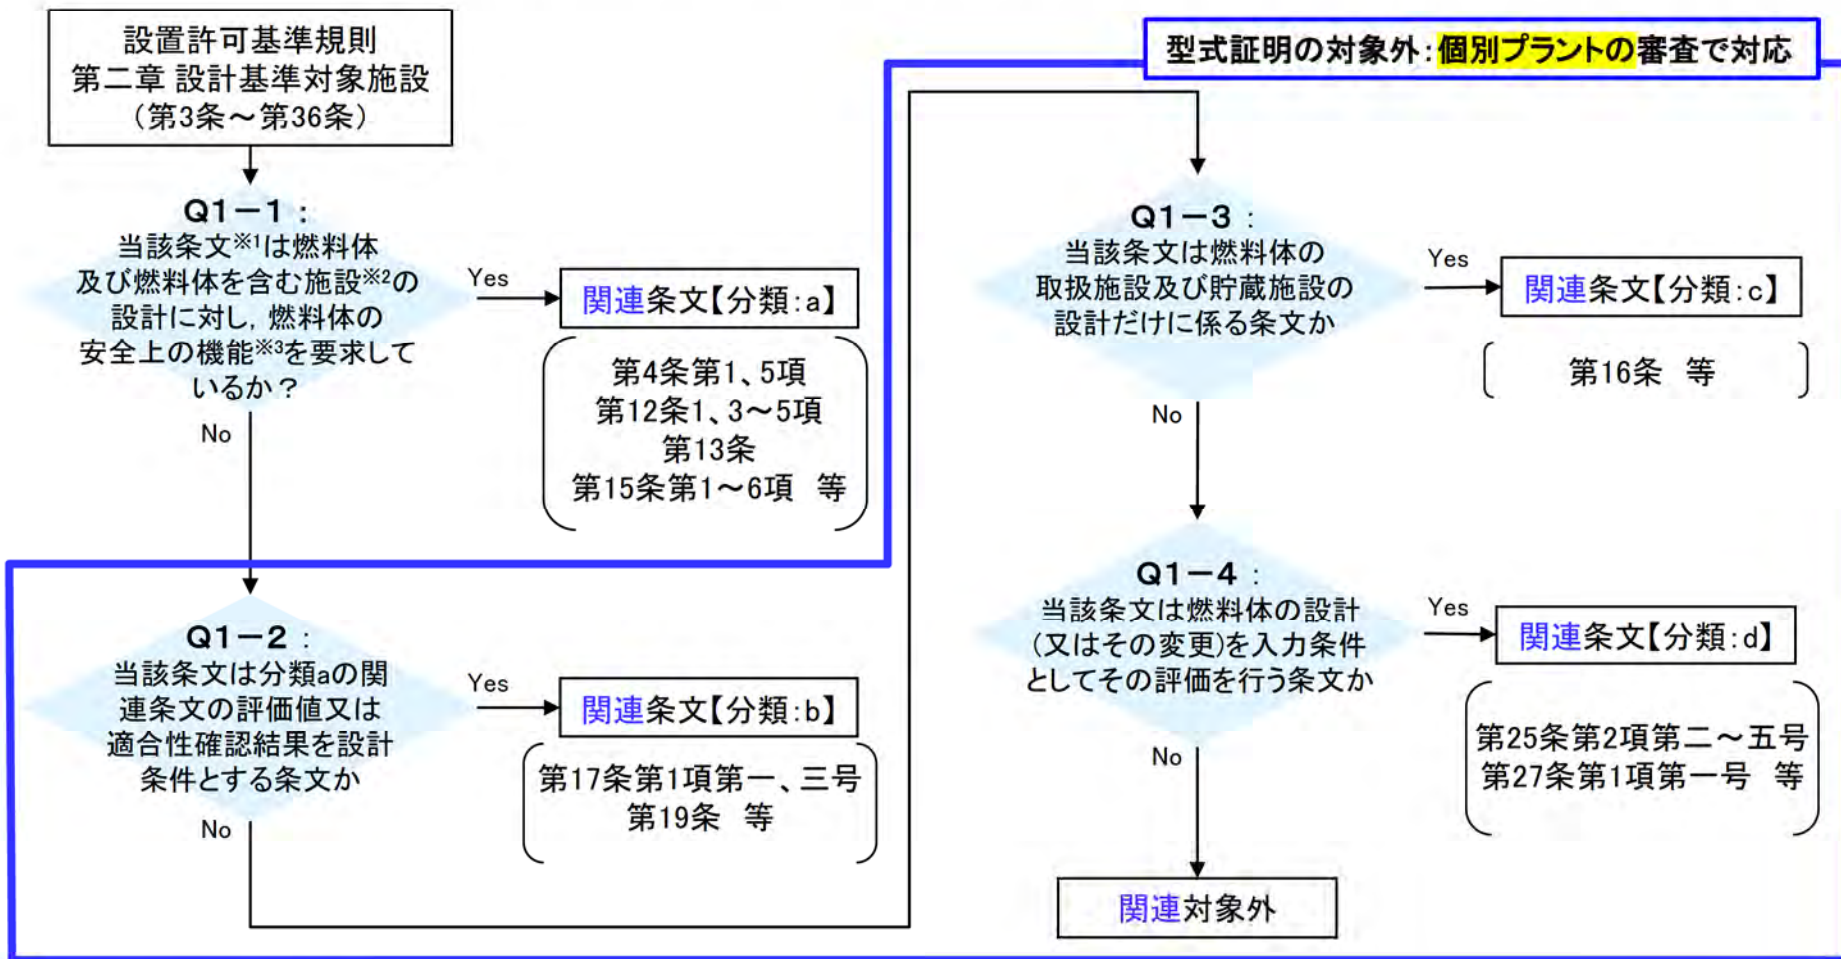 設置許可基準規則
第二章 設計基準対象施設
（第3条～第36条）
Q1－1：
当該条文※1は燃料体
及び燃料体を含む施設※2の
設計に対し，燃料体の
安全上の機能※3を要求して
いるか？
Yes
関連条文【分類：a】
第4条第1、5項
第12条1、3～5項
第13条
第15条第1～6項 等
No
Q1－2：
当該条文は分類aの関
連条文の評価値又は
適合性確認結果を設計
条件とする条文か
Yes
関連条文【分類：b】
第17条第1項第一、三号
第19条 等
No
型式証明の対象外：個別プラントの審査で対応
Q1－3：
当該条文は燃料体の
取扱施設及び貯蔵施設の
設計だけに係る条文か
Yes
関連条文【分類：c】
第16条 等
No
Q1－4：
当該条文は燃料体の設計
（又はその変更）を入力条件
としてその評価を行う条文か
Yes
関連条文【分類：d】
第25条第2項第二～五号
第27条第1項第一号 等
No
関連対象外